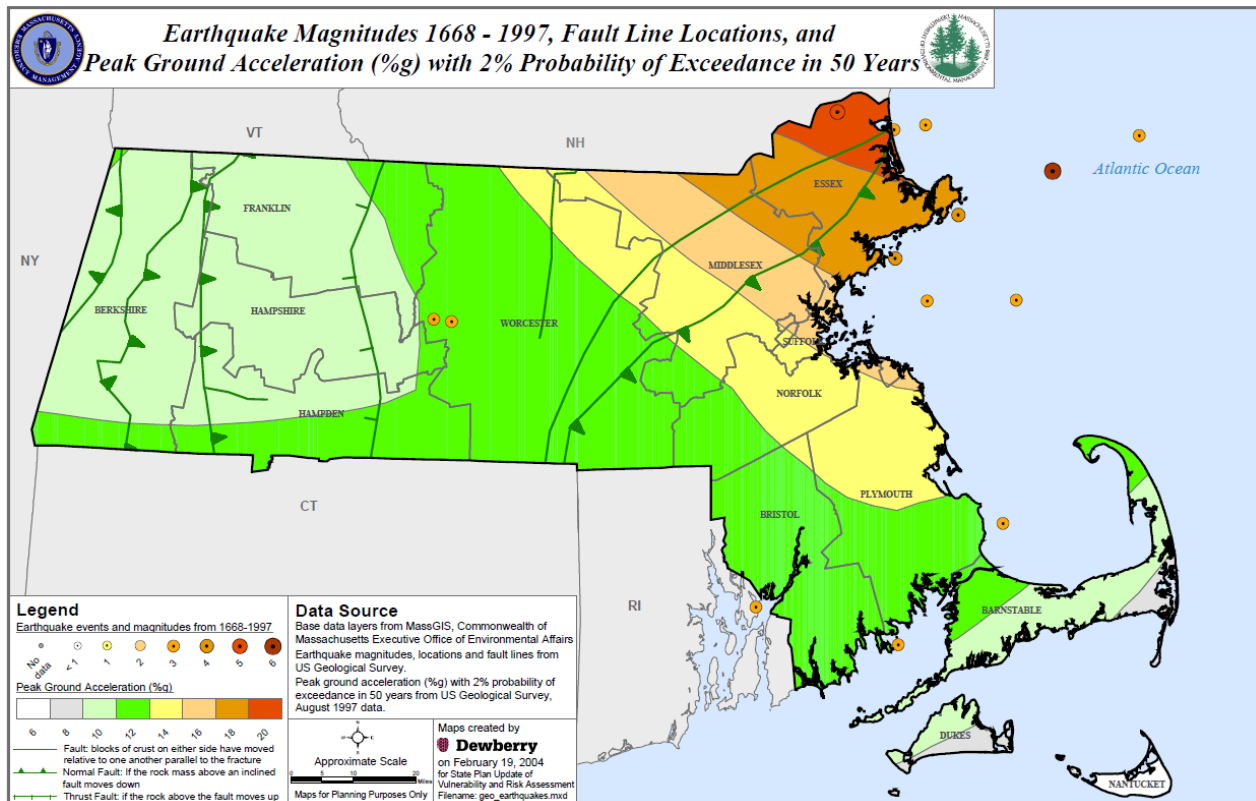 Earthquake Magnitudes 1668 - 1997, Fault Line Locations, and
Peak Ground Acceleration (%g) with 2% Probability of Exceedance in 50 Years
MASSACHUSETTS
EMERGENCY MANAGEMENT AGENCY
VT
NH
NY
CT
RI
Atlantic Ocean
ESSEX
FRANKLIN
MIDDLESEX
BERKSHIRE
HAMPSHIRE
WORCESTER
SUFFOLK
NORFOLK
HAMPDEN
PLYMOUTH
BRISTOL
BARNSTABLE
DUKES
NANTUCKET
Legend
Earthquake events and magnitudes from 1668-1997
No data <1 1 2 3 4 5 6
Peak Ground Acceleration (%g)
6 8 10 12 14 16 18 20
Fault: blocks of crust on either side have moved
relative to one another parallel to the fracture
Normal Fault: If the rock mass above an inclined
fault moves down
Thrust Fault: if the rock above the fault moves up
Data Source
Base data layers from MassGIS, Commonwealth of
Massachusetts Executive Office of Environmental Affairs
Earthquake magnitudes, locations and fault lines from
US Geological Survey.
Peak ground acceleration (%g) with 2% probability of
exceedance in 50 years from US Geological Survey,
August 1997 data.
Approximate Scale
0 5 10 20
Miles
Maps for Planning Purposes Only
Maps created by
Dewberry
on February 19, 2004
for State Plan Update of
Vulnerability and Risk Assessment
Filename: geo_earthquakes.mxd